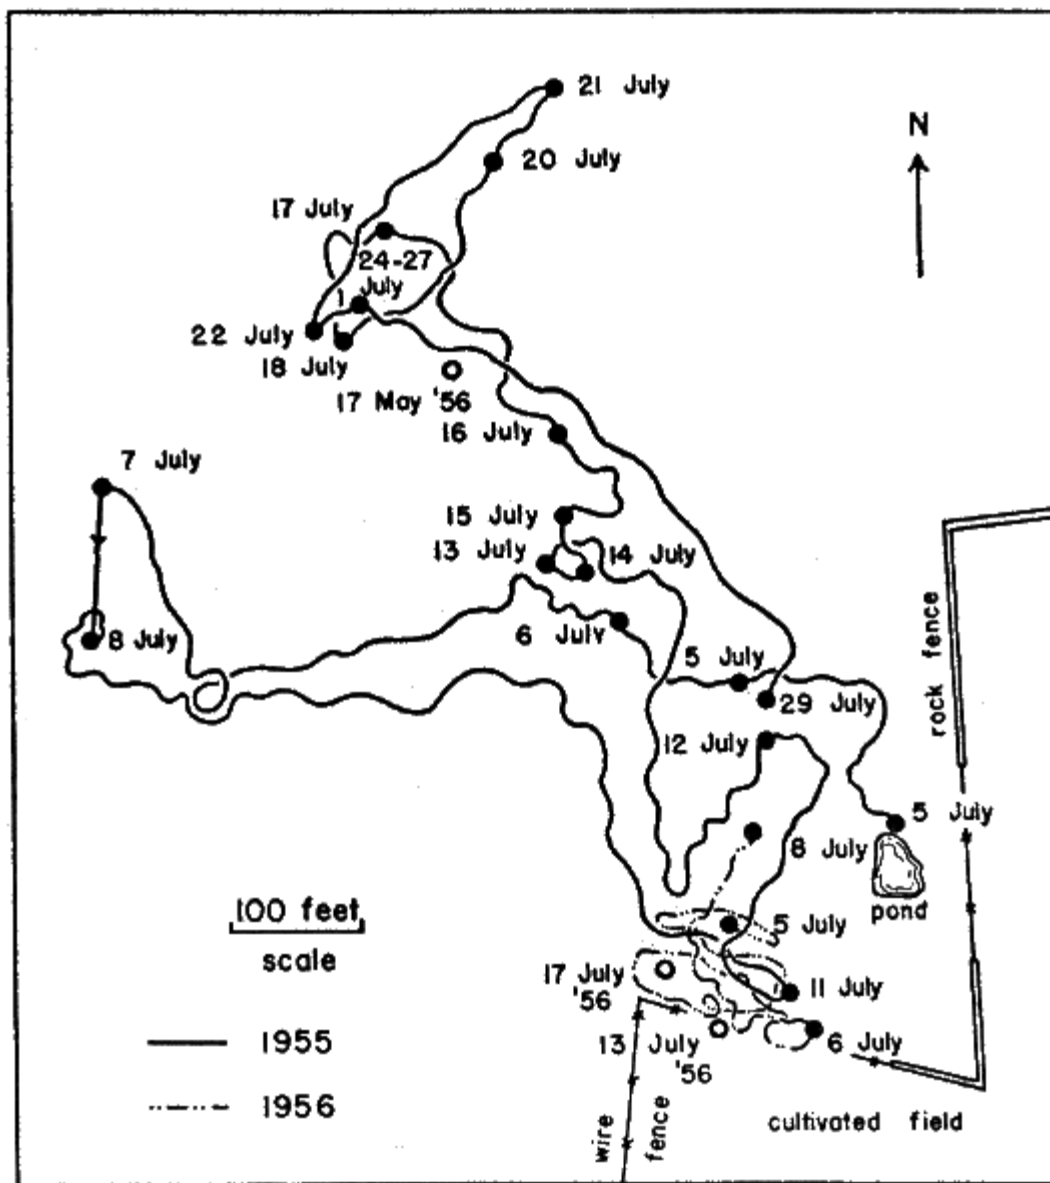 21 July
N
20 July
17 July
24-27
July
22 July
18 July
17 May '56
16 July
7 July
15 July
13 July
14 July
rock fence
6 July
8 July
5 July
29 July
12 July
5 July
8 July
pond
100 feet
scale
5 July
17 July
'56
11 July
13 July
'56
6 July
1955
1956
wire
fence
cultivated field